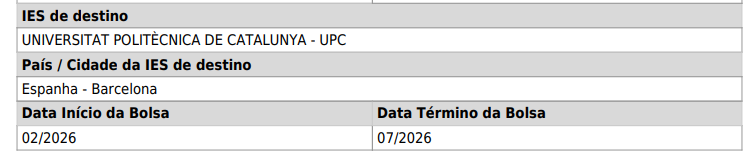 IES de destino
UNIVERSITAT POLITÈCNICA DE CATALUNYA - UPC
País / Cidade da IES de destino
Espanha - Barcelona
Data Início da Bolsa Data Término da Bolsa
02/2026 07/2026